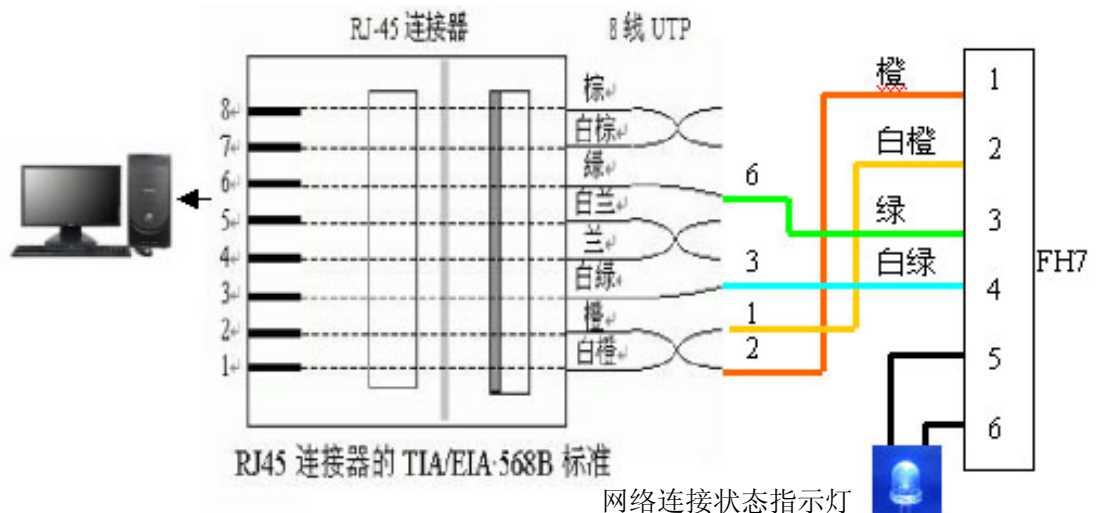 RJ-45 连接器
8 线 UTP
8
7
6
5
4
3
2
1
棕
白棕
绿
白兰
兰
白绿
橙
白橙
6
3
1
2
橙
白橙
绿
白绿
1
2
3
4
5
6
FH7
RJ45 连接器的 TIA/EIA·568B 标准
网络连接状态指示灯